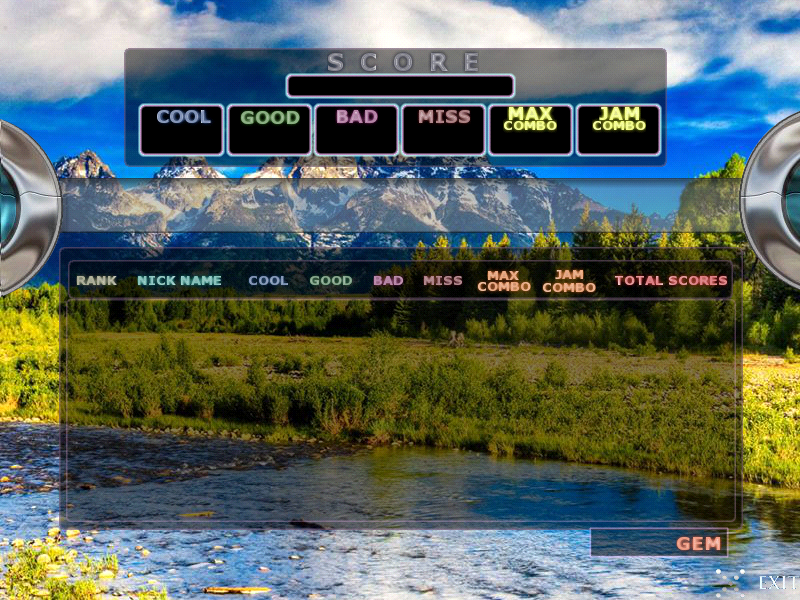 SCORE
COOL GOOD BAD MISS MAX COMBO JAM COMBO
RANK NICK NAME COOL GOOD BAD MISS MAX COMBO JAM COMBO TOTAL SCORES
GEM
EXIT